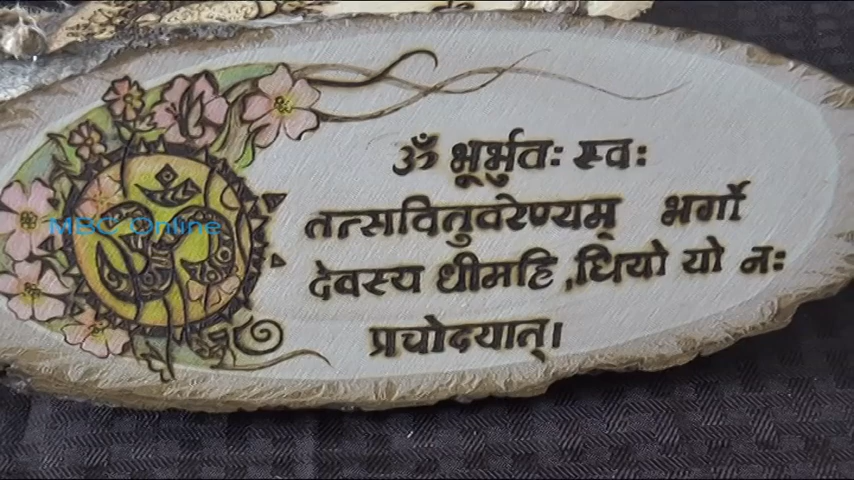 MBC Online
ॐ भूर्भुवः स्वः
तत्सवितुवरेण्यम् भर्गो
देवस्य धीमहि ,धियो यो नः
प्रचोदयात्।